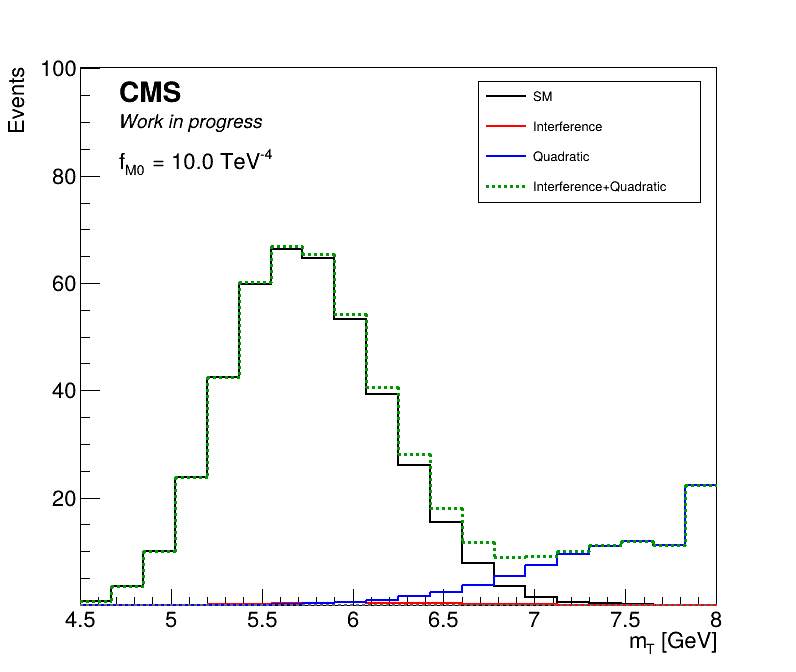 Events
100
80
60
40
20
CMS
Work in progress
f_M0 = 10.0 TeV^-4
SM
Interference
Quadratic
Interference+Quadratic
4.5 5 5.5 6 6.5 7 7.5 8
m_T [GeV]